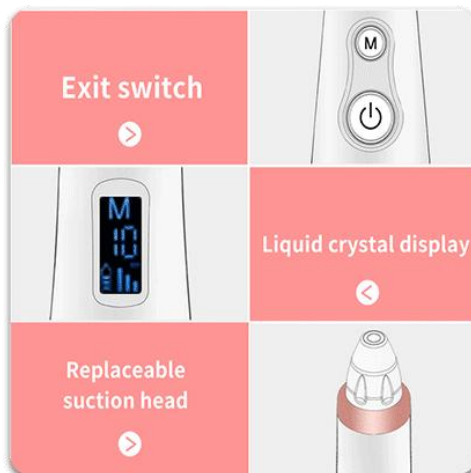 Exit switch
M
M
10
Liquid crystal display
Replaceable
suction head